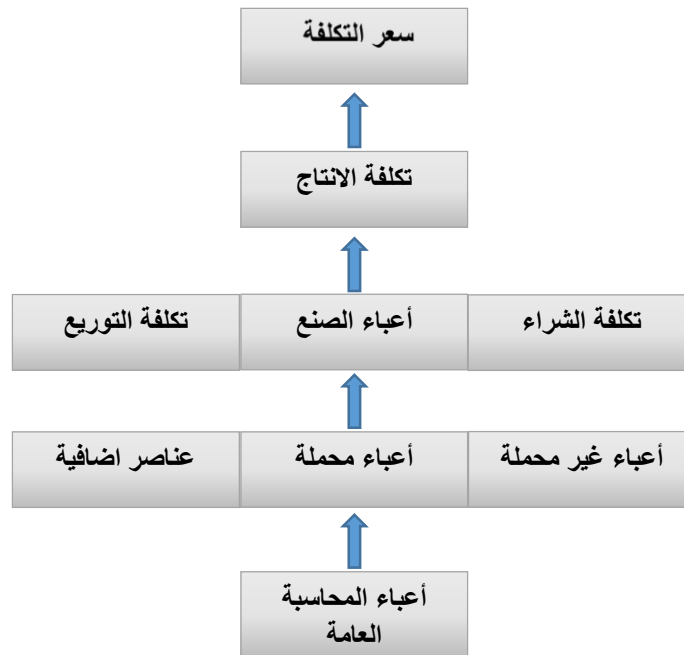 سعر التكلفة
تكلفة الانتاج
تكلفة الشراء
أعباء الصنع
تكلفة التوريع
أعباء غير محملة
أعباء محملة
عناصر اضافية
أعباء المحاسبة
العامة